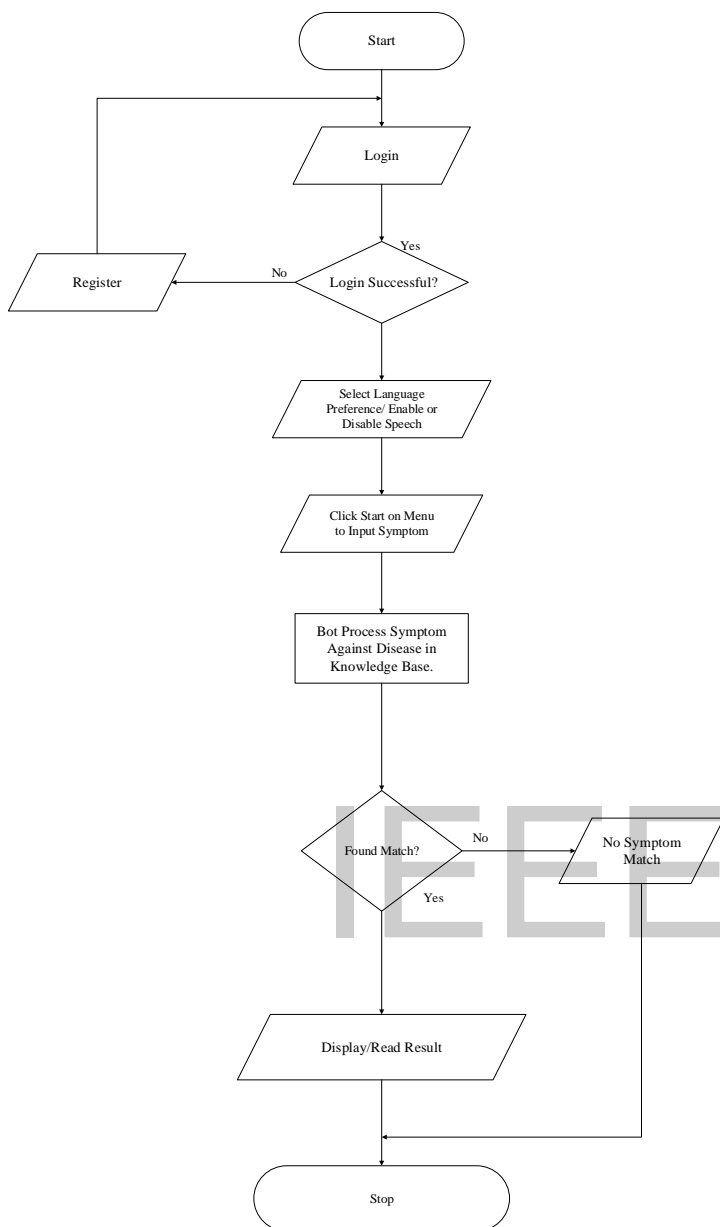 Start
Login
Yes
No
Login Successful?
Register
Select Language
Preference/ Enable or
Disable Speech
Click Start on Menu
to Input Symptom
Bot Process Symptom
Against Disease in
Knowledge Base.
Found Match?
No
No Symptom
Match
Yes
IEEE
Display/Read Result
Stop